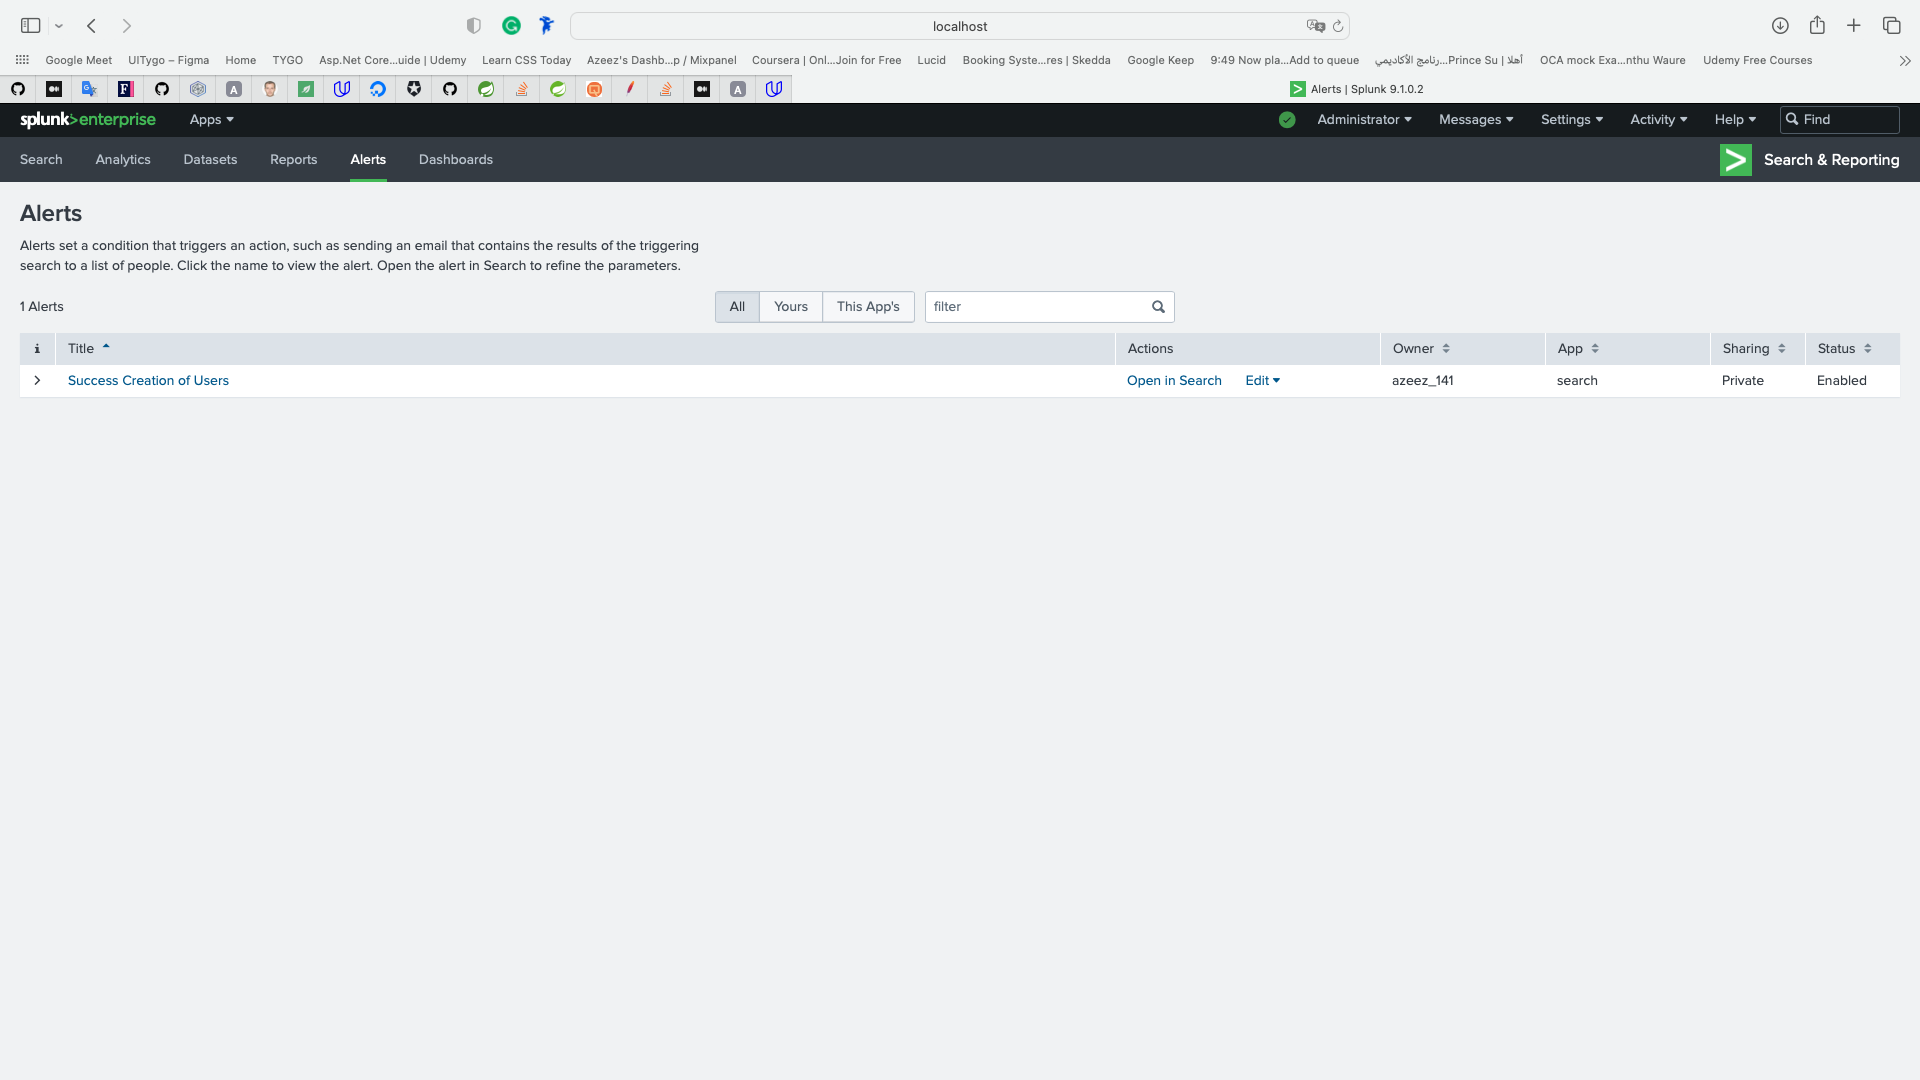 localhost
Google Meet UITygo – Figma Home TYGO Asp.Net Core...uide | Udemy Learn CSS Today Azeez's Dashb...p / Mixpanel Coursera | Onl...Join for Free Lucid Booking Syste...res | Skedda Google Keep 9:49 Now pla...Add to queue أهلا | Prince Su...رنامج الأكاديمي OCA mock Exa...nthu Waure Udemy Free Courses
Alerts | Splunk 9.1.0.2
splunk>enterprise Apps Administrator Messages Settings Activity Help Find
Search Analytics Datasets Reports Alerts Dashboards Search & Reporting
Alerts
Alerts set a condition that triggers an action, such as sending an email that contains the results of the triggering
search to a list of people. Click the name to view the alert. Open the alert in Search to refine the parameters.
1 Alerts All Yours This App's filter
i Title Actions Owner App Sharing Status
Success Creation of Users Open in Search Edit azeez_141 search Private Enabled